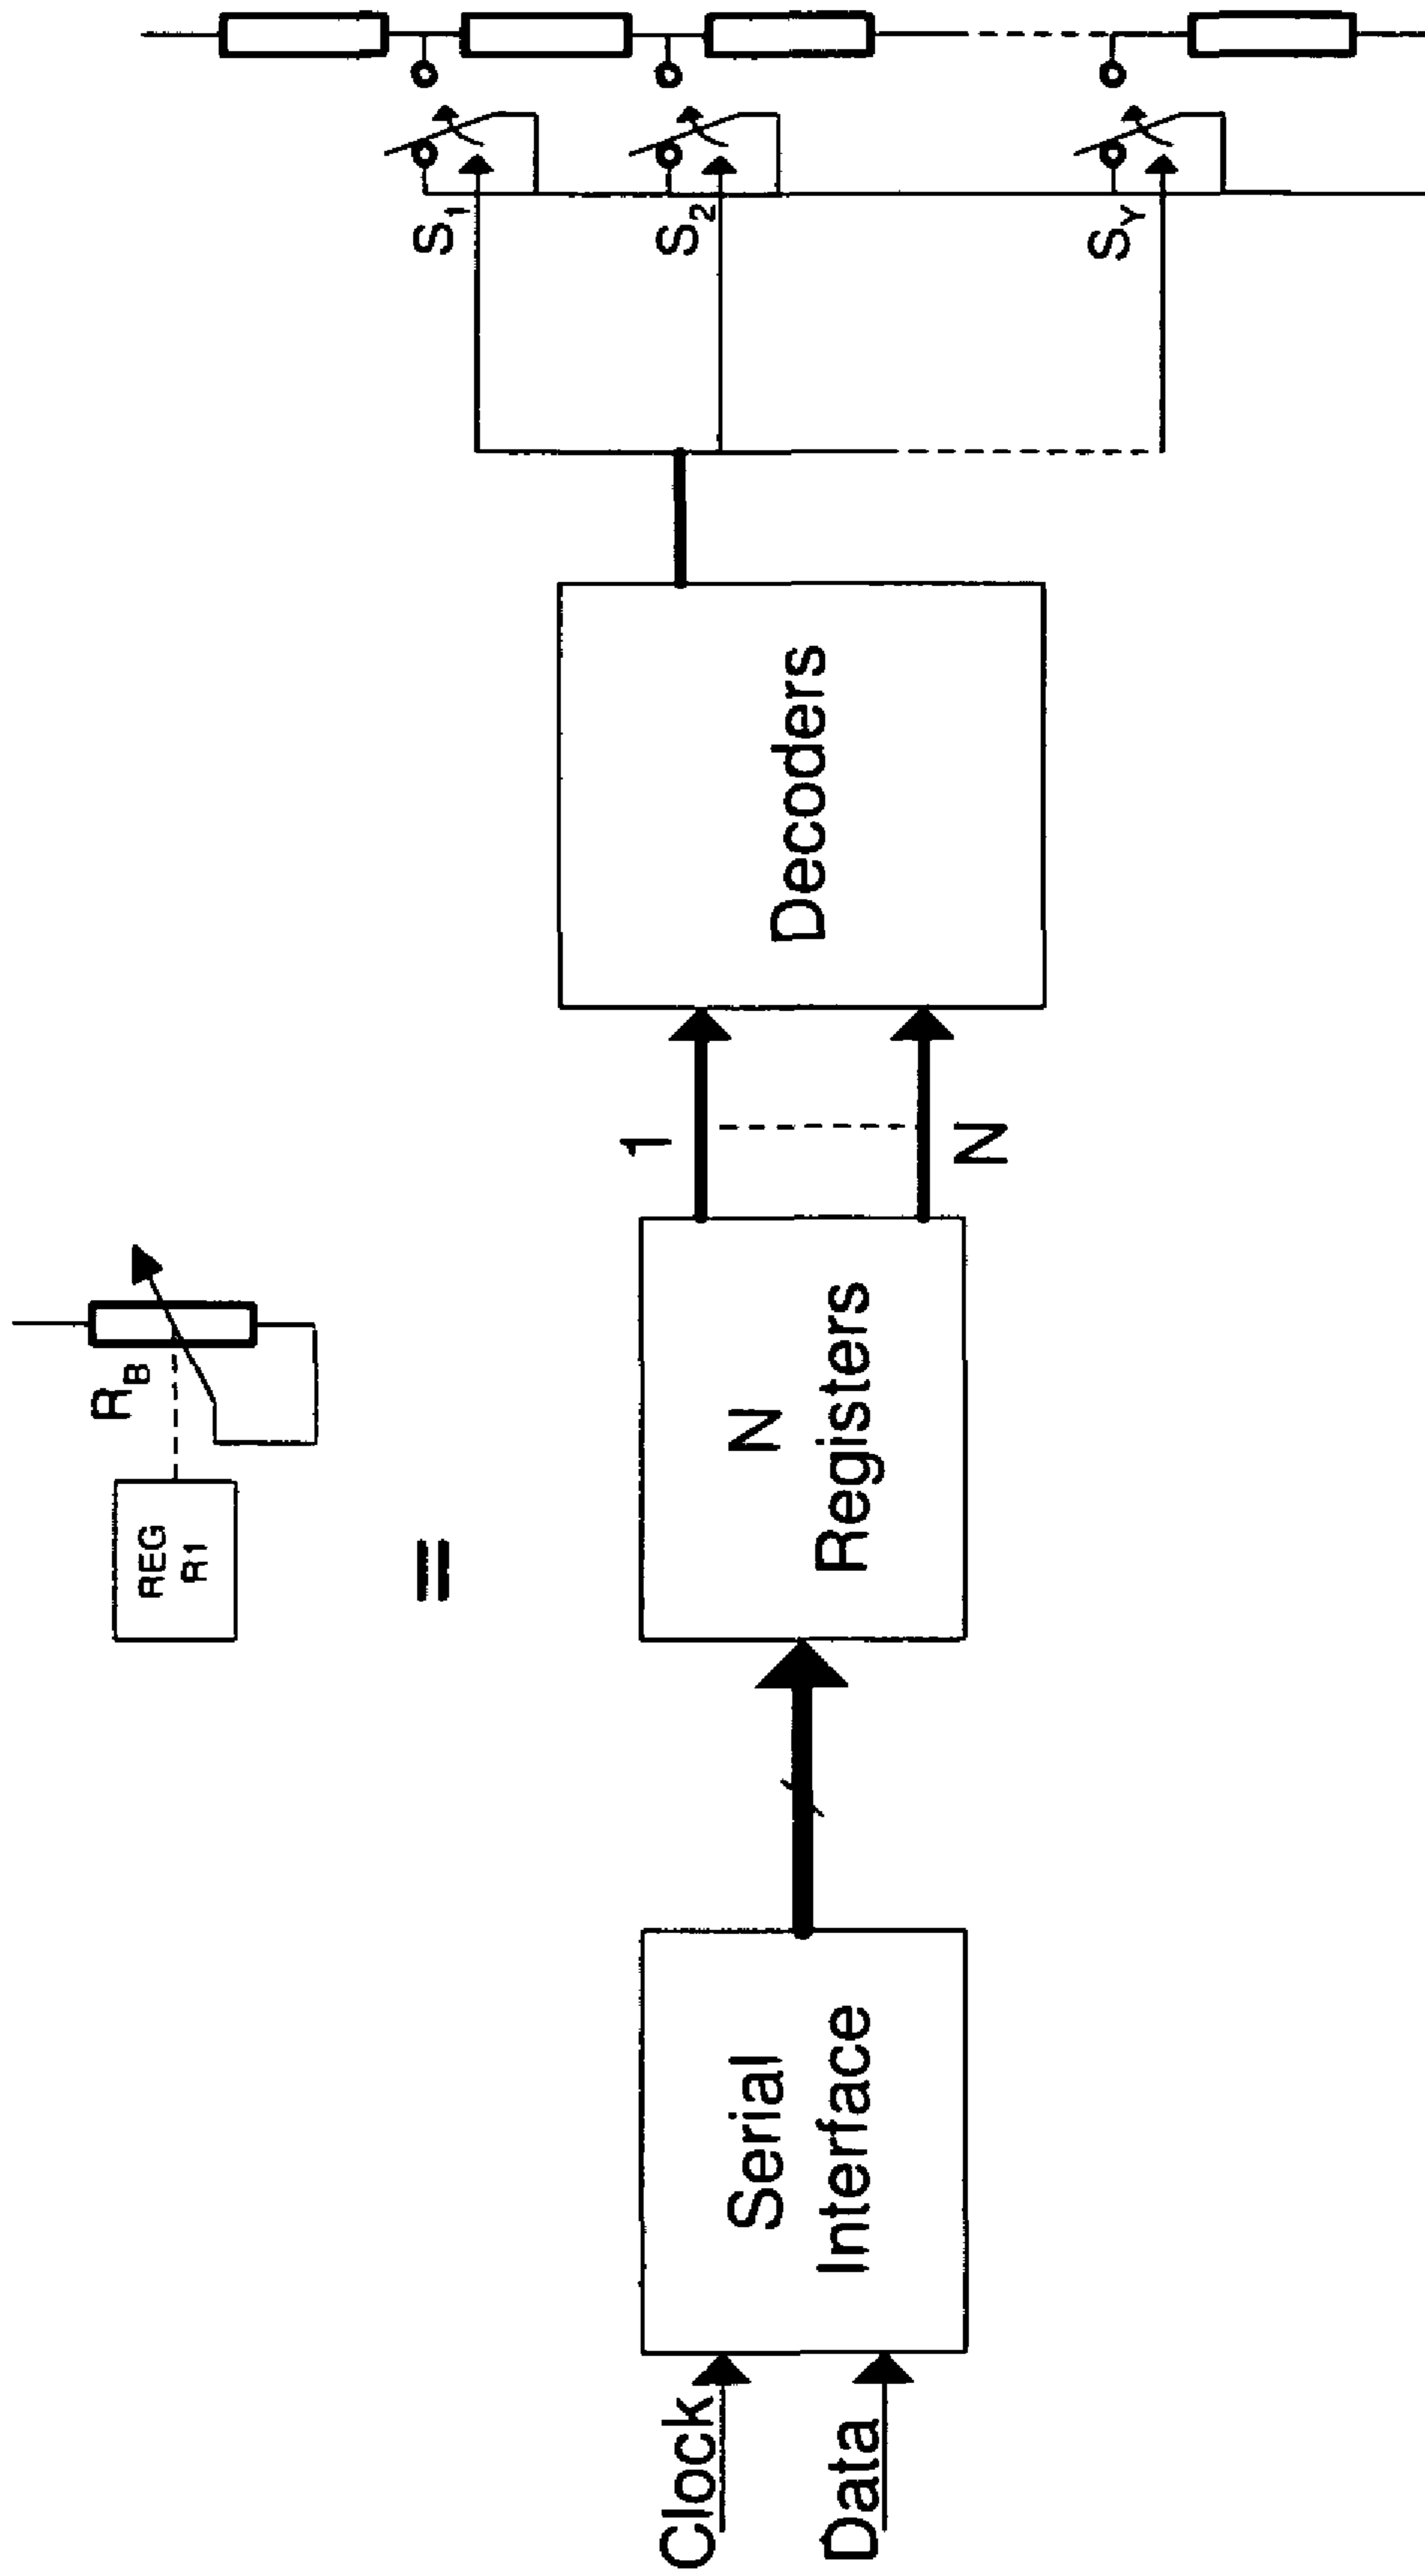 REG
R1
R_B
=
Clock
Data
Serial
Interface
N
Registers
1
N
Decoders
S_1
S_2
S_Y